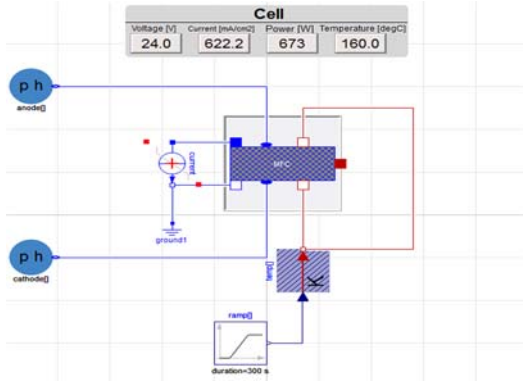 Cell
Voltage [V] Current [mA/cm2] Power [W] Temperature [degC]
24.0 622.2 673 160.0
p h
anode[]
current
MFC
ground1
p h
cathode[]
temp[]
K
ramp[]
duration=300 s